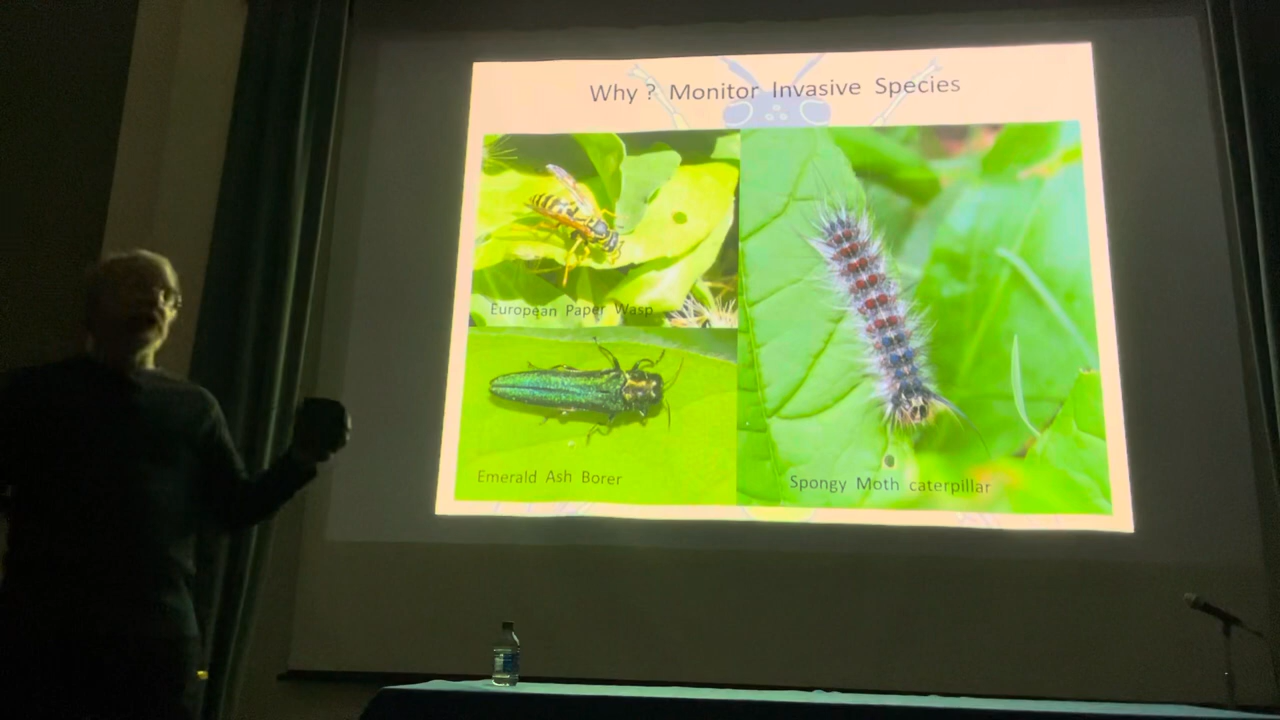 Why ? Monitor Invasive Species
European Paper Wasp
Emerald Ash Borer
Spongy Moth caterpillar